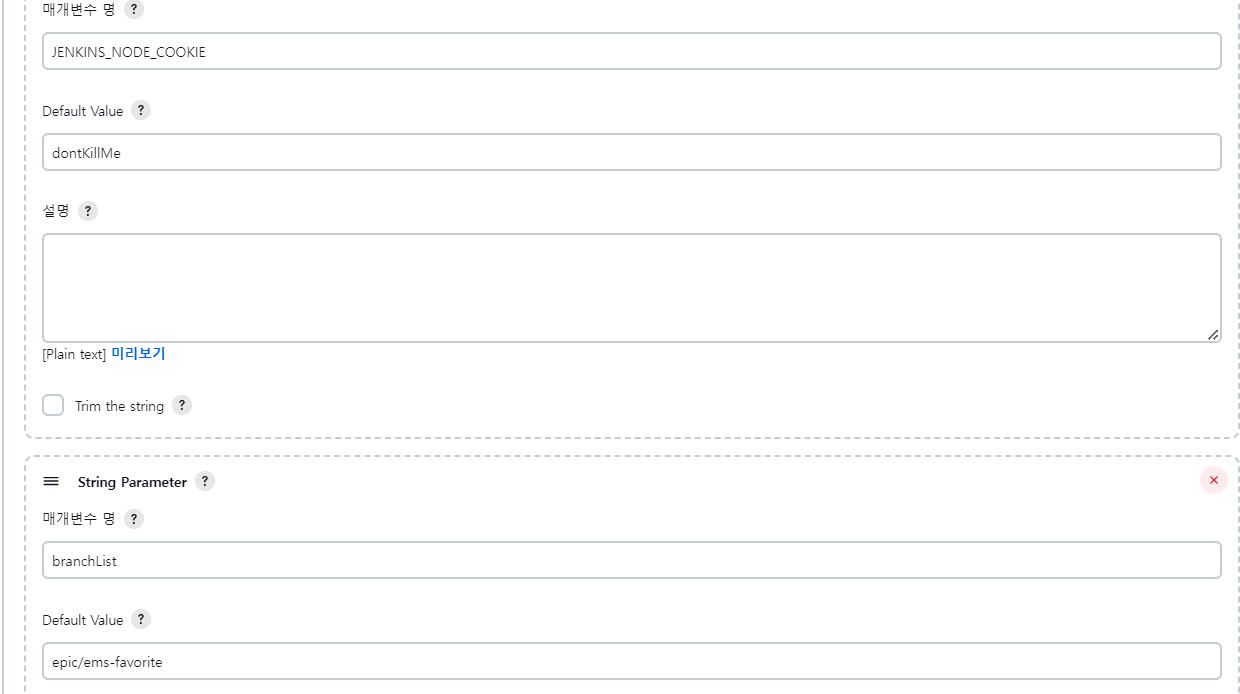 매개변수 명 ?
JENKINS_NODE_COOKIE
Default Value ?
dontKillMe
설명 ?
[Plain text] 미리보기
Trim the string ?
String Parameter ?
매개변수 명 ?
branchList
Default Value ?
epic/ems-favorite